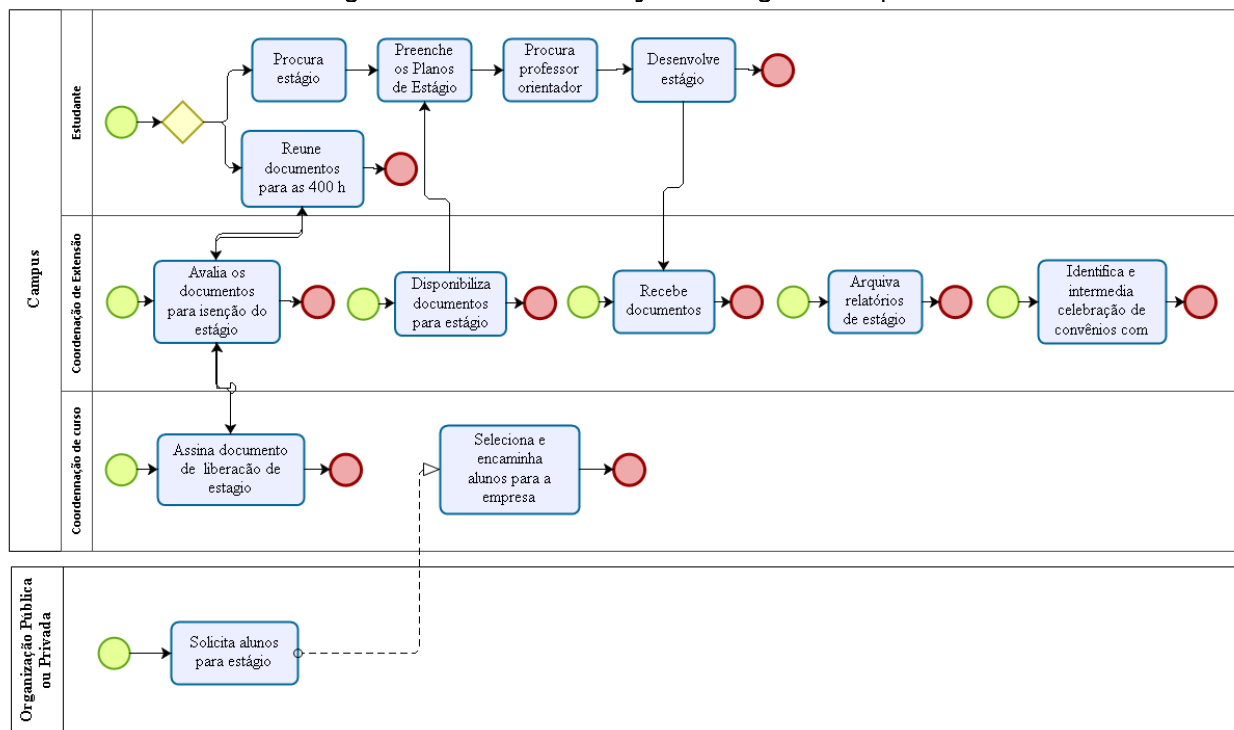 Campus
Estudante
Procura
estágio
Preenche
os Planos
de Estágio
Procura
professor
orientador
Desenvolve
estágio
Reune
documentos
para as 400 h
Coordenação de Extensão
Avalia os
documentos
para isenção do
estágio
Disponibiliza
documentos
para estágio
Recebe
documentos
Arquiva
relatórios
de estágio
Identifica e
intermedia
celebração de
convênios com
Coordennação de curso
Assina documento
de liberação de
estagio
Seleciona e
encaminha
alunos para a
empresa
Organização Pública
ou Privada
Solicita alunos
para estágio